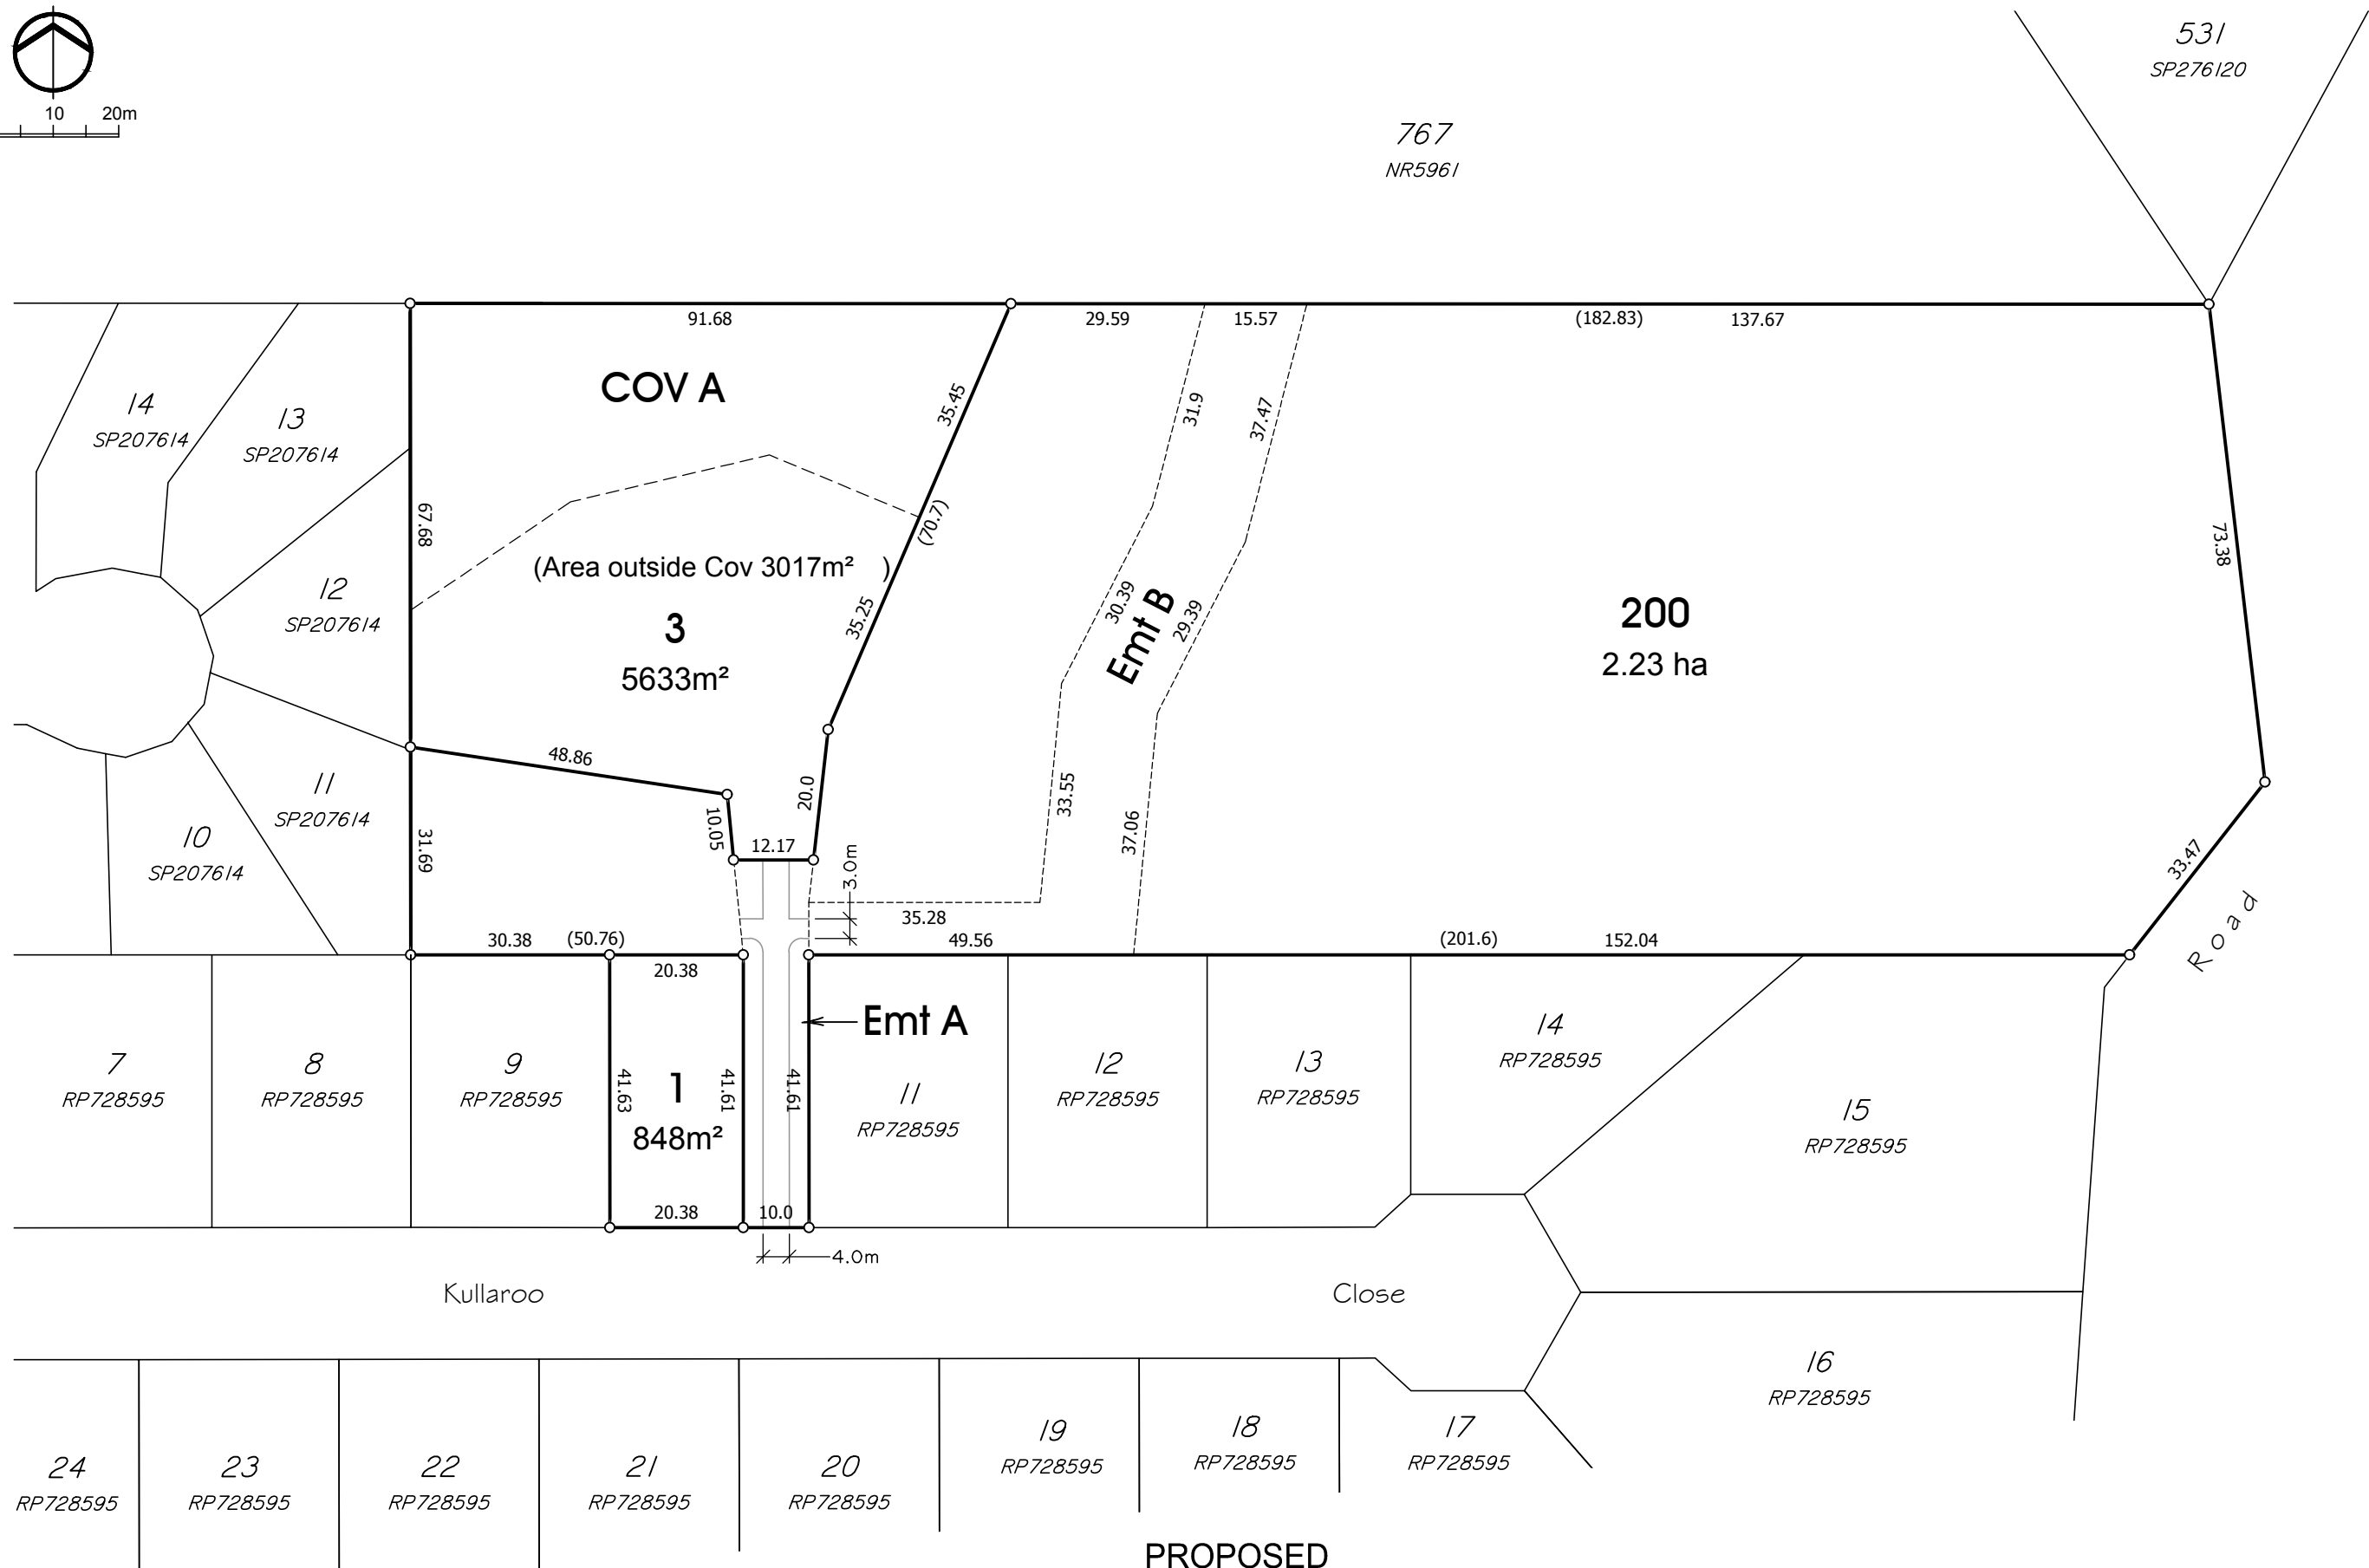 10 20m
531
SP276120
767
NR5961
91.68
29.59
15.57
(182.83)
137.67
COV A
35.45
31.9
37.47
14
SP207614
13
SP207614
67.68
(70.7)
(Area outside Cov 3017m² )
12
SP207614
3
5633m²
35.25
30.39
Emt B
29.39
200
2.23 ha
73.38
48.86
20.0
33.55
37.06
11
SP207614
10
SP207614
31.69
10.05
12.17
3.0m
33.47
Road
30.38
(50.76)
20.38
35.28
49.56
(201.6)
152.04
Emt A
7
RP728595
8
RP728595
9
RP728595
41.63
1
848m²
41.61
41.61
11
RP728595
12
RP728595
13
RP728595
14
RP728595
15
RP728595
20.38
10.0
4.0m
Kullaroo Close
16
RP728595
24
RP728595
23
RP728595
22
RP728595
21
RP728595
20
RP728595
19
RP728595
18
RP728595
17
RP728595
PROPOSED